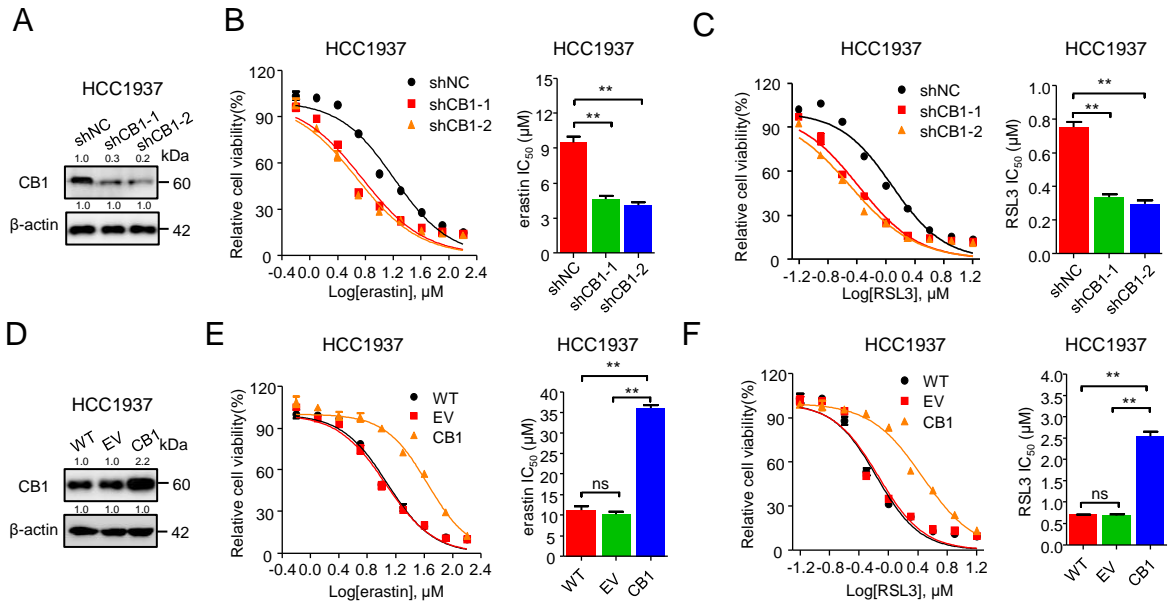 A
HCC1937
shNC shCB1-1 shCB1-2
1.0 0.3 0.2 kDa
CB1 60
1.0 1.0 1.0
β-actin 42
B
HCC1937
Relative cell viability(%)
120
90
60
30
0
-0.4 0.0 0.4 0.8 1.2 1.6 2.0 2.4
Log[erastin], μM
shNC
shCB1-1
shCB1-2
HCC1937
erastin IC50 (μM)
15
12
9
6
3
0
**
**
shNC shCB1-1 shCB1-2
C
HCC1937
Relative cell viability(%)
120
90
60
30
0
-1.2 -0.8 -0.4 -0.0 0.4 0.8 1.2
Log[RSL3], μM
shNC
shCB1-1
shCB1-2
HCC1937
RSL3 IC50 (μM)
1.0
0.8
0.6
0.4
0.2
0.0
**
**
shNC shCB1-1 shCB1-2
D
HCC1937
WT EV CB1
1.0 1.0 2.2 kDa
CB1 60
1.0 1.0 1.0
β-actin 42
E
HCC1937
Relative cell viability(%)
120
90
60
30
0
-0.4 0.0 0.4 0.8 1.2 1.6 2.0 2.4
Log[erastin], μM
WT
EV
CB1
HCC1937
erastin IC50 (μM)
40
35
30
25
20
15
10
5
0
**
**
ns
WT EV CB1
F
HCC1937
Relative cell viability(%)
120
90
60
30
0
-1.2 -0.8 -0.4 -0.0 0.4 0.8 1.2
Log[RSL3], μM
WT
EV
CB1
HCC1937
RSL3 IC50 (μM)
4.0
3.5
3.0
2.5
2.0
1.5
1.0
0.5
0.0
**
**
ns
WT EV CB1